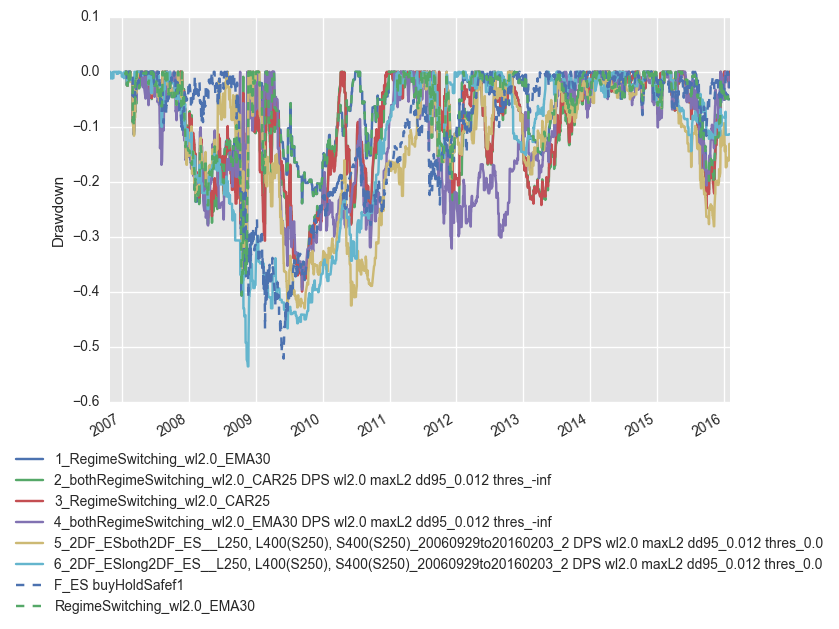 0.1
0.0
−0.1
−0.2
−0.3
−0.4
−0.5
−0.6
Drawdown
2007 2008 2009 2010 2011 2012 2013 2014 2015 2016
1_RegimeSwitching_wl2.0_EMA30
2_bothRegimeSwitching_wl2.0_CAR25 DPS wl2.0 maxL2 dd95_0.012 thres_-inf
3_RegimeSwitching_wl2.0_CAR25
4_bothRegimeSwitching_wl2.0_EMA30 DPS wl2.0 maxL2 dd95_0.012 thres_-inf
5_2DF_ESboth2DF_ES__L250, L400(S250), S400(S250)_20060929to20160203_2 DPS wl2.0 maxL2 dd95_0.012 thres_0.0
6_2DF_ESlong2DF_ES__L250, L400(S250), S400(S250)_20060929to20160203_2 DPS wl2.0 maxL2 dd95_0.012 thres_0.0
F_ES buyHoldSafef1
RegimeSwitching_wl2.0_EMA30